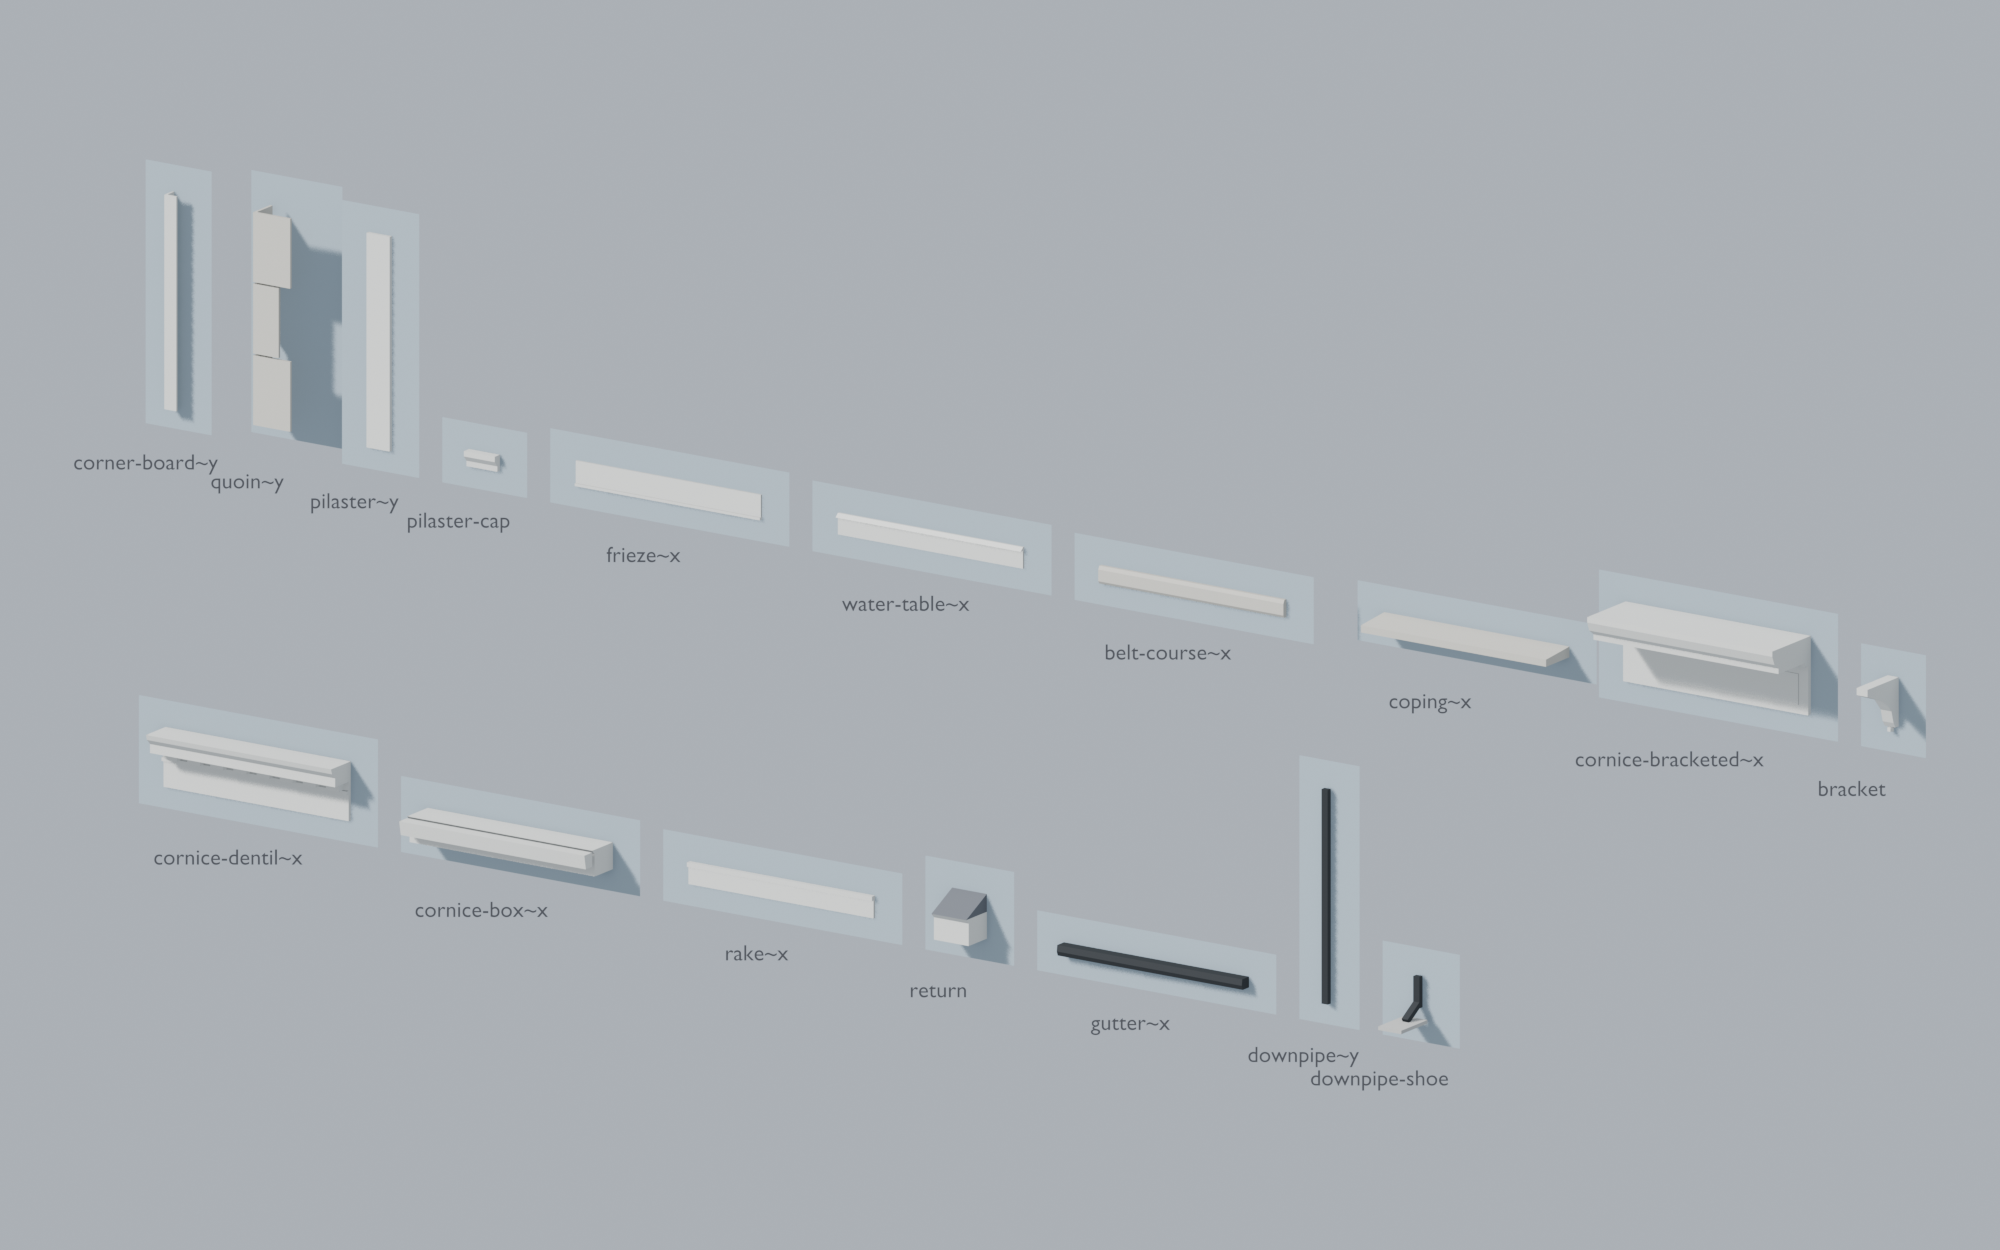 corner-board~y
quoin~y
pilaster~y
pilaster-cap
frieze~x
water-table~x
belt-course~x
coping~x
cornice-bracketed~x
bracket
cornice-dentil~x
cornice-box~x
rake~x
return
gutter~x
downpipe~y
downpipe-shoe